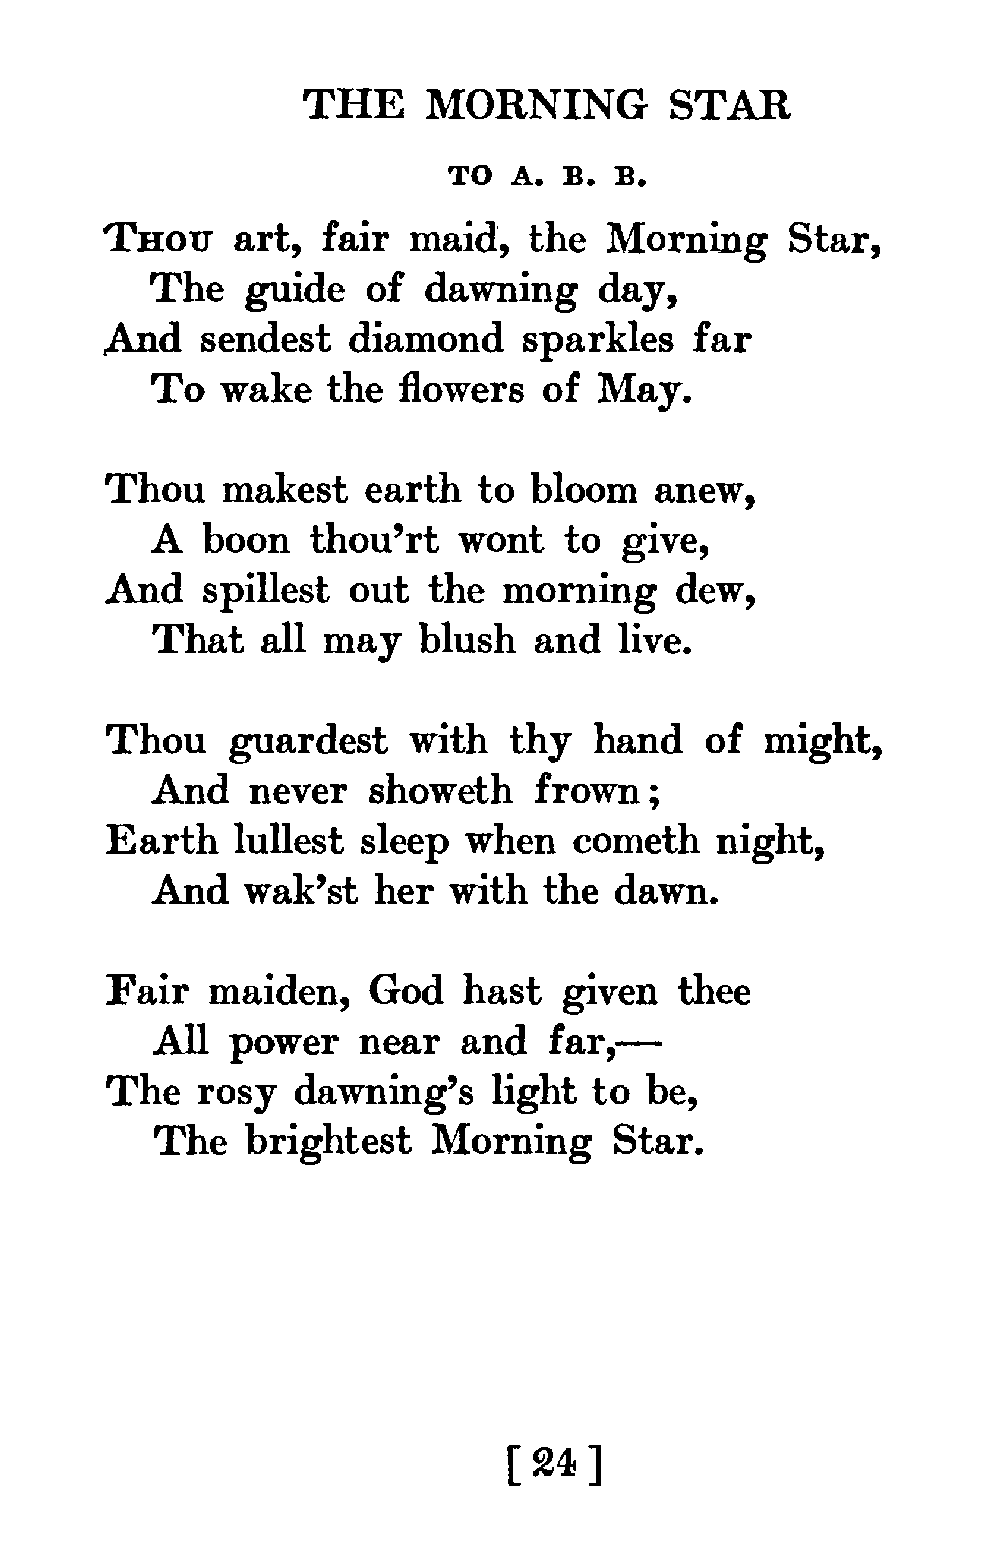 THE MORNING STAR
TO A. B. B.
THOU art, fair maid, the Morning Star,
The guide of dawning day,
And sendest diamond sparkles far
To wake the flowers of May.
Thou makest earth to bloom anew,
A boon thou'rt wont to give,
And spillest out the morning dew,
That all may blush and live.
Thou guardest with thy hand of might,
And never showeth frown;
Earth lullest sleep when cometh night,
And wak'st her with the dawn.
Fair maiden, God hast given thee
All power near and far,—
The rosy dawning's light to be,
The brightest Morning Star.
[ 24 ]